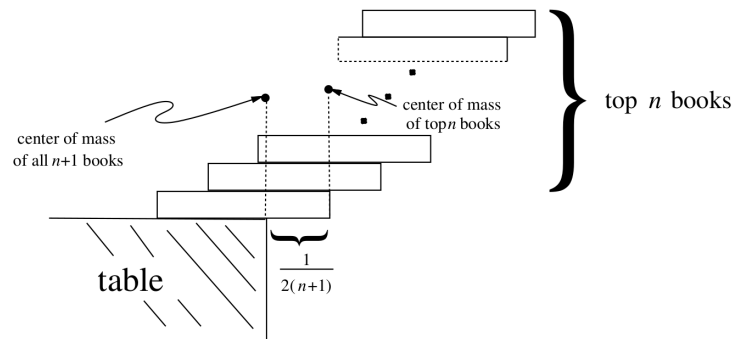 top n books
center of mass
of top n books
center of mass
of all n+1 books
table
1
2(n+1)